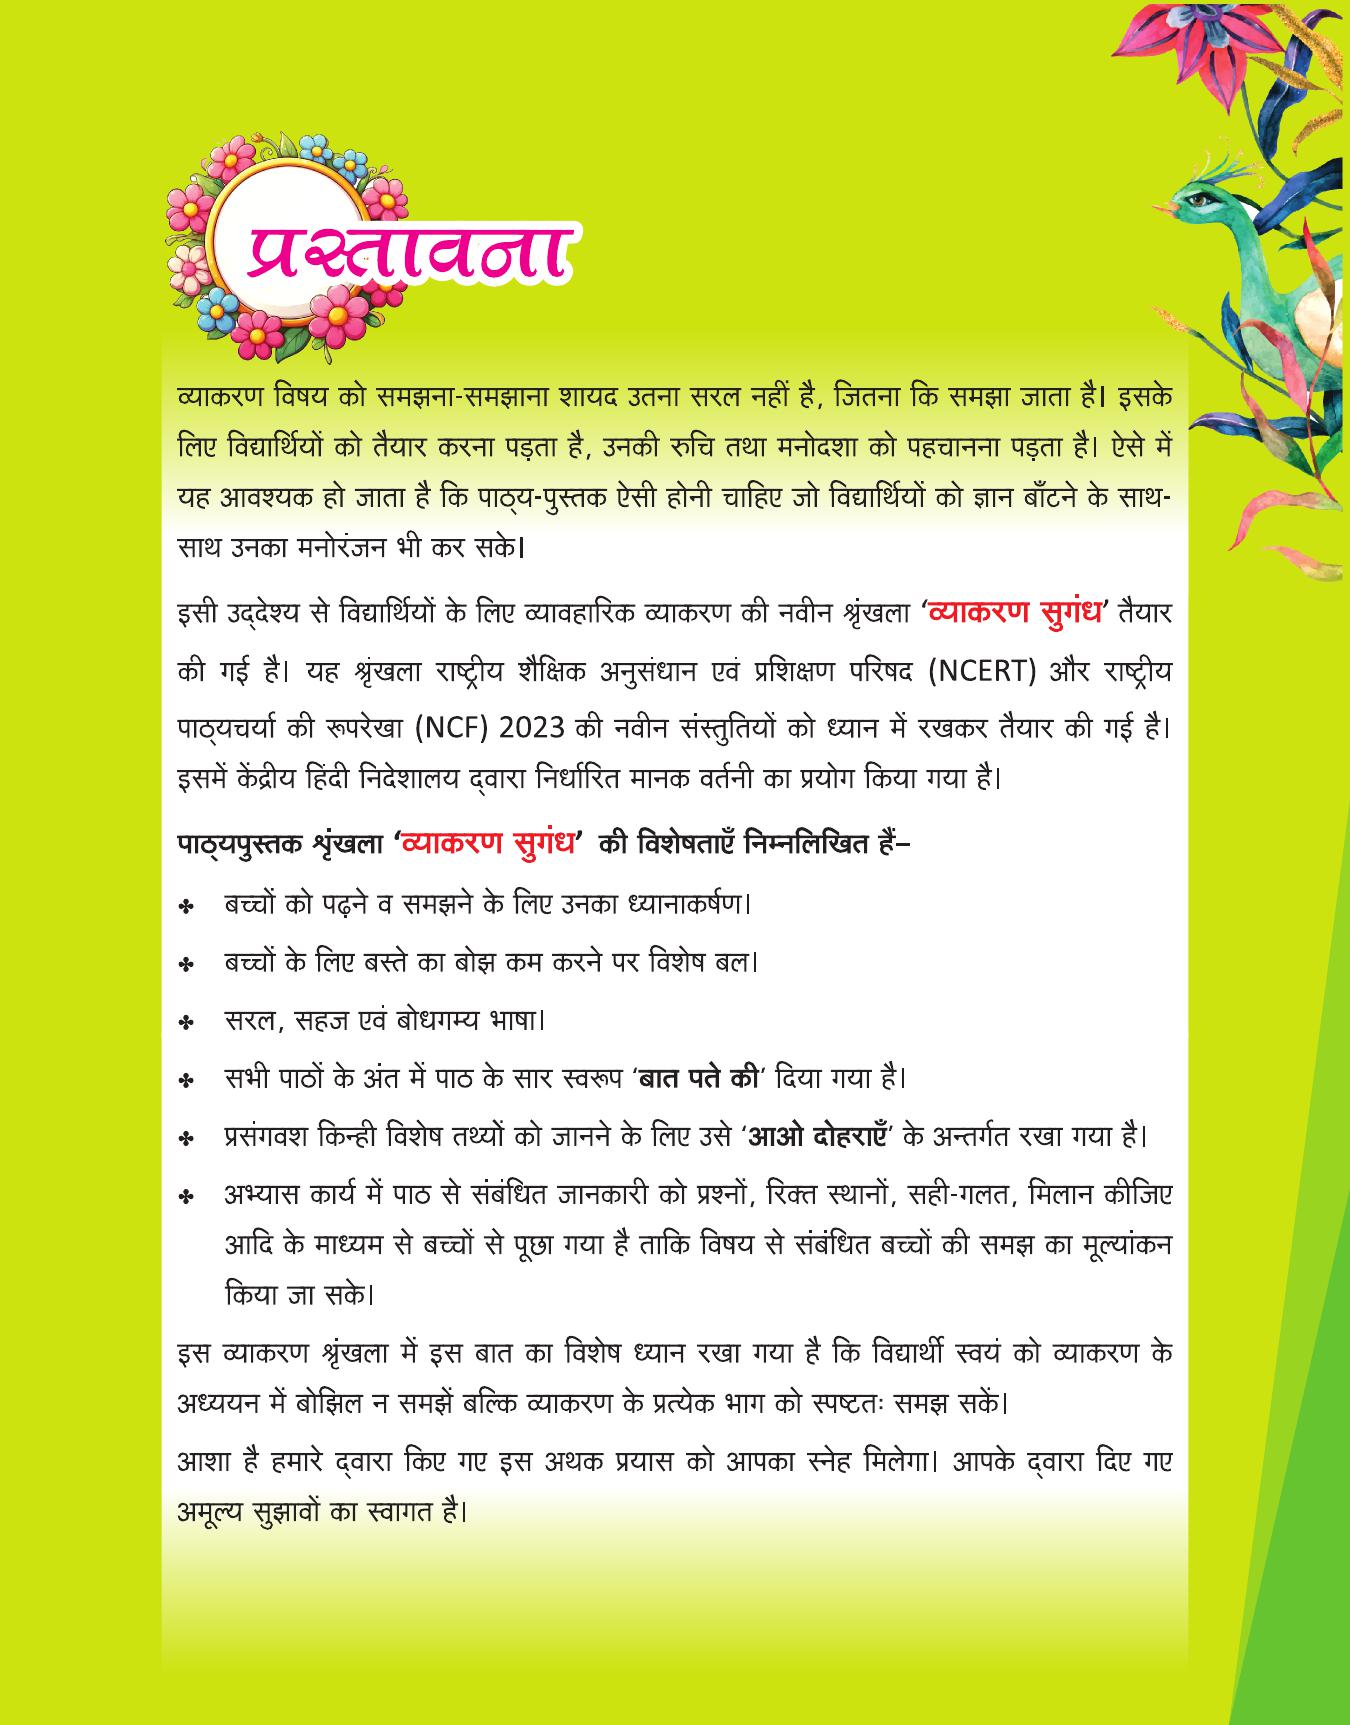 प्रस्तावना
व्याकरण विषय को समझना-समझाना शायद उतना सरल नहीं है, जितना कि समझा जाता है। इसके
लिए विद्यार्थियों को तैयार करना पड़ता है, उनकी रुचि तथा मनोदशा को पहचानना पड़ता है। ऐसे में
यह आवश्यक हो जाता है कि पाठ्य-पुस्तक ऐसी होनी चाहिए जो विद्यार्थियों को ज्ञान बाँटने के साथ-
साथ उनका मनोरंजन भी कर सके।
इसी उद्‌देश्य से विद्यार्थियों के लिए व्यावहारिक व्याकरण की नवीन श्रृंखला ‘व्याकरण सुगंध’ तैयार
की गई है। यह श्रृंखला राष्ट्रीय शैक्षिक अनुसंधान एवं प्रशिक्षण परिषद (NCERT) और राष्ट्रीय
पाठ्यचर्या की रूपरेखा (NCF) 2023 की नवीन संस्तुतियों को ध्यान में रखकर तैयार की गई है।
इसमें केंद्रीय हिंदी निदेशालय द्‌वारा निर्धारित मानक वर्तनी का प्रयोग किया गया है।
पाठ्यपुस्तक शृंखला ‘व्याकरण सुगंध’ की विशेषताएँ निम्नलिखित हैं–
✤ बच्चों को पढ़ने व समझने के लिए उनका ध्यानाकर्षण।
✤ बच्चों के लिए बस्ते का बोझ कम करने पर विशेष बल।
✤ सरल, सहज एवं बोधगम्य भाषा।
✤ सभी पाठों के अंत में पाठ के सार स्वरूप ‘बात पते की‘ दिया गया है।
✤ प्रसंगवश किन्ही विशेष तथ्यों को जानने के लिए उसे ‘आओ दोहराएँ‘ के अन्तर्गत रखा गया है।
✤ अभ्यास कार्य में पाठ से संबंधित जानकारी को प्रश्नों, रिक्त स्थानों, सही-गलत, मिलान कीजिए
आदि के माध्यम से बच्चों से पूछा गया है ताकि विषय से संबंधित बच्चों की समझ का मूल्यांकन
किया जा सके।
इस व्याकरण श्रृंखला में इस बात का विशेष ध्यान रखा गया है कि विद्यार्थी स्वयं को व्याकरण के
अध्ययन में बोझिल न समझें बल्कि व्याकरण के प्रत्येक भाग को स्पष्टतः समझ सकें।
आशा है हमारे द्‌वारा किए गए इस अथक प्रयास को आपका स्नेह मिलेगा। आपके द्‌वारा दिए गए
अमूल्य सुझावों का स्वागत है।